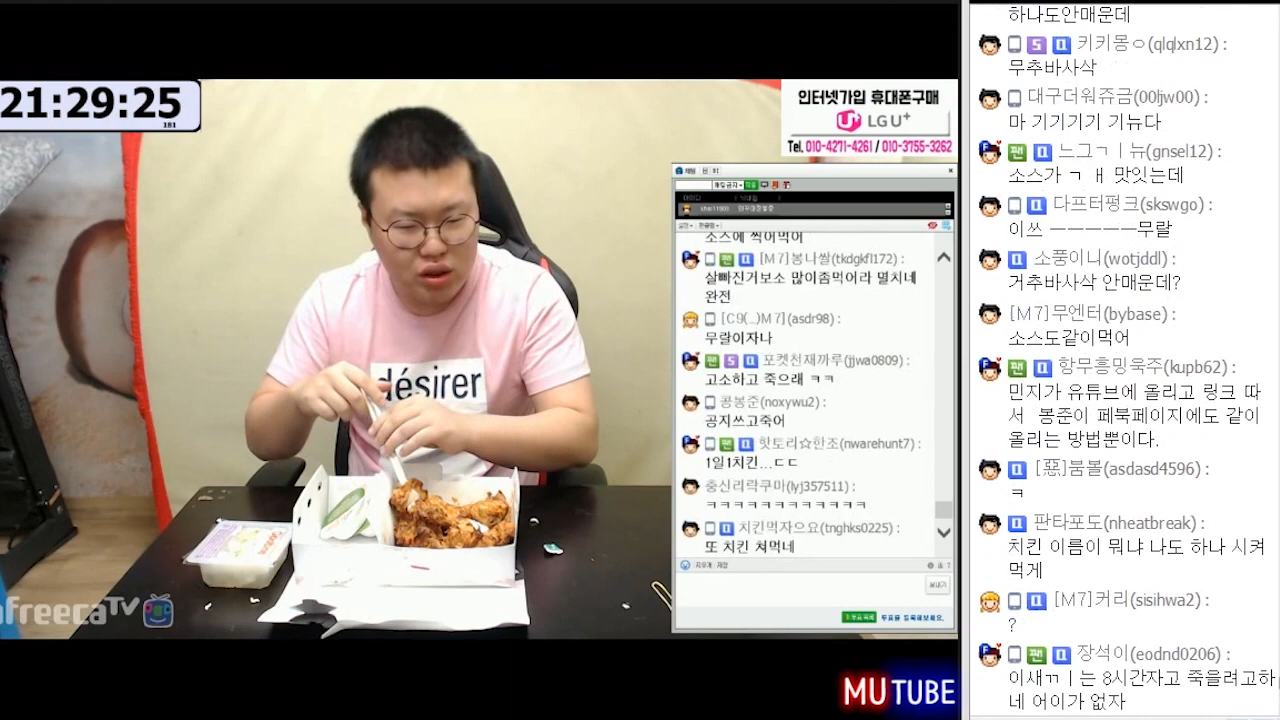 21:29:25
181
인터넷가입 휴대폰구매
LG U+
Tel. 010-4271-4261 / 010-3755-3262
désirer
afreecaTV
MUTUBE
소스에 찍어먹어
[M7]봉나쌀(tkdgkfl172) :
살빠진거보소 많이좀먹어라 멸치네
완전
[C9(_)M7](asdr98) :
무랄이자나
포켓천재까루(jjwa0809) :
고소하고 죽으래 ㅋㅋ
콩봉준(noxywu2) :
공지쓰고죽어
핫토리☆한조(nwarehunt7) :
1일1치킨...ㄷㄷ
충신리락쿠마(lyj357511) :
ㅋㅋㅋㅋㅋㅋㅋㅋㅋㅋㅋㅋ
치킨먹자으요(tnghks0225) :
또 치킨 쳐먹네
하나도안매운데
키키몽ㅇ(qlqlxn12) :
무추바사삭
대구더워쥬금(00ljw00) :
마 기기기기 기뉴다
느그ㄱㅣ뉴(gnsel12) :
소스가 ㄱ ㅐ 맛잇는데
다프터펑크(skswgo) :
이쓰 ㅡㅡㅡㅡㅡ무랄
소풍이니(wotjddl) :
거추바사삭 안매운데?
[M7]무엔터(bybase) :
소스도같이먹어
항무흥밍욱주(kupb62) :
민지가 유튜브에 올리고 링크 따
서 봉준이 페북페이지에도 같이
올리는 방법뿐이다.
[惡]붐볼(asdasd4596) :
ㅋ
판타포도(nheatbreak) :
치킨 이름이 뭐냐 나도 하나 시켜
먹게
[M7]커리(sisihwa2) :
?
장석이(eodnd0206) :
이새ㄲㅣ는 8시간자고 죽을려고하
네 어이가 없자